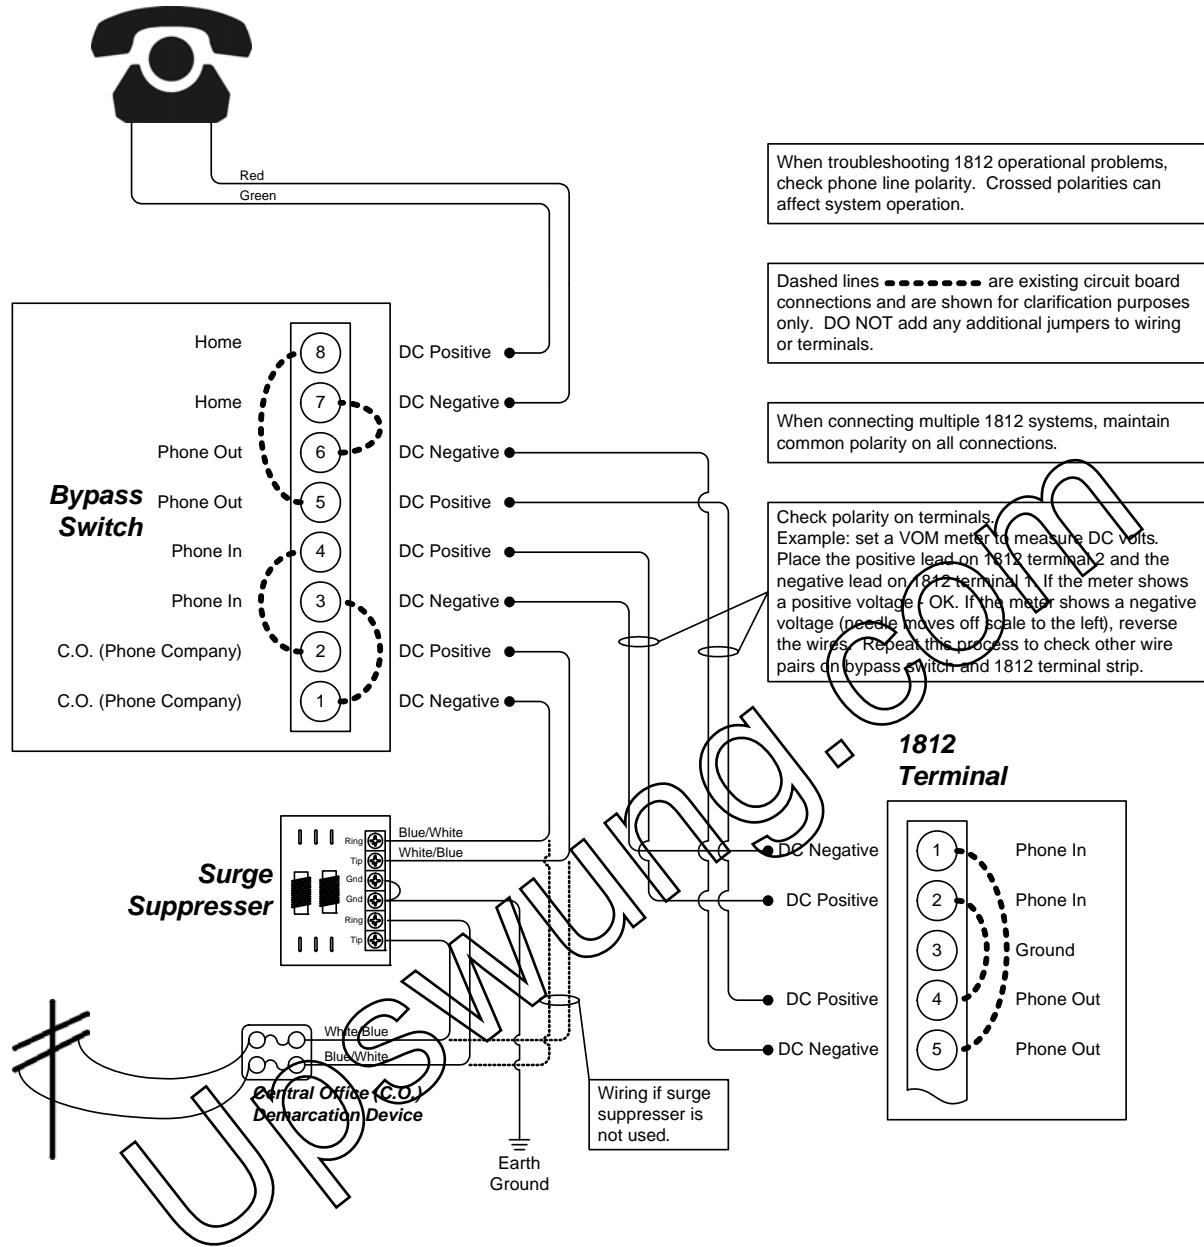 Red
Green
When troubleshooting 1812 operational problems,
check phone line polarity.  Crossed polarities can
affect system operation.
Dashed lines are existing circuit board
connections and are shown for clarification purposes
only.  DO NOT add any additional jumpers to wiring
or terminals.
When connecting multiple 1812 systems, maintain
common polarity on all connections.
Check polarity on terminals.
Example: set a VOM meter to measure DC volts.
Place the positive lead on 1812 terminal 2 and the
negative lead on 1812 terminal 1. If the meter shows
a positive voltage - OK. If the meter shows a negative
voltage (needle moves off scale to the left), reverse
the wires.  Repeat this process to check other wire
pairs on bypass switch and 1812 terminal strip.
Bypass
Switch
Home 8 DC Positive
Home 7 DC Negative
Phone Out 6 DC Negative
Phone Out 5 DC Positive
Phone In 4 DC Positive
Phone In 3 DC Negative
C.O. (Phone Company) 2 DC Positive
C.O. (Phone Company) 1 DC Negative
1812
Terminal
DC Negative 1 Phone In
DC Positive 2 Phone In
3 Ground
DC Positive 4 Phone Out
DC Negative 5 Phone Out
Surge
Suppresser
Ring Blue/White
Tip White/Blue
Gnd
Gnd
Ring
Tip
White/Blue
Blue/White
Central Office (C.O.)
Demarcation Device
Wiring if surge
suppresser is
not used.
Earth
Ground
Upswung.com